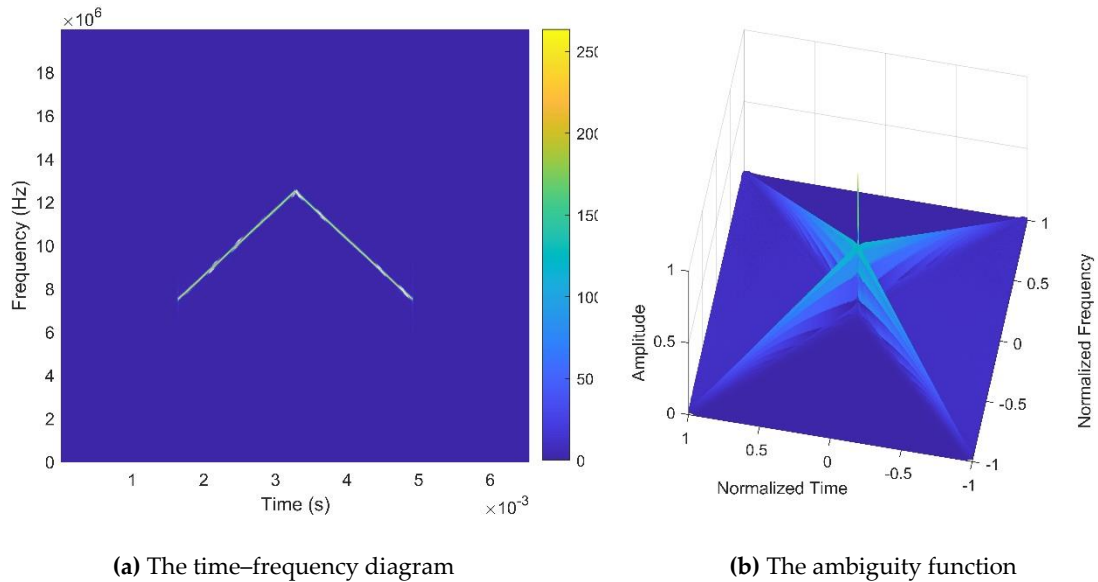 ×10⁶
18
16
14
12
10
8
6
4
2
0
Frequency (Hz)
1 2 3 4 5 6
Time (s)
×10⁻³
250
200
150
100
50
0
1
0.5
0
Amplitude
1 0.5 0 -0.5 -1
Normalized Time
1
0.5
0
-0.5
-1
Normalized Frequency
(a) The time–frequency diagram
(b) The ambiguity function